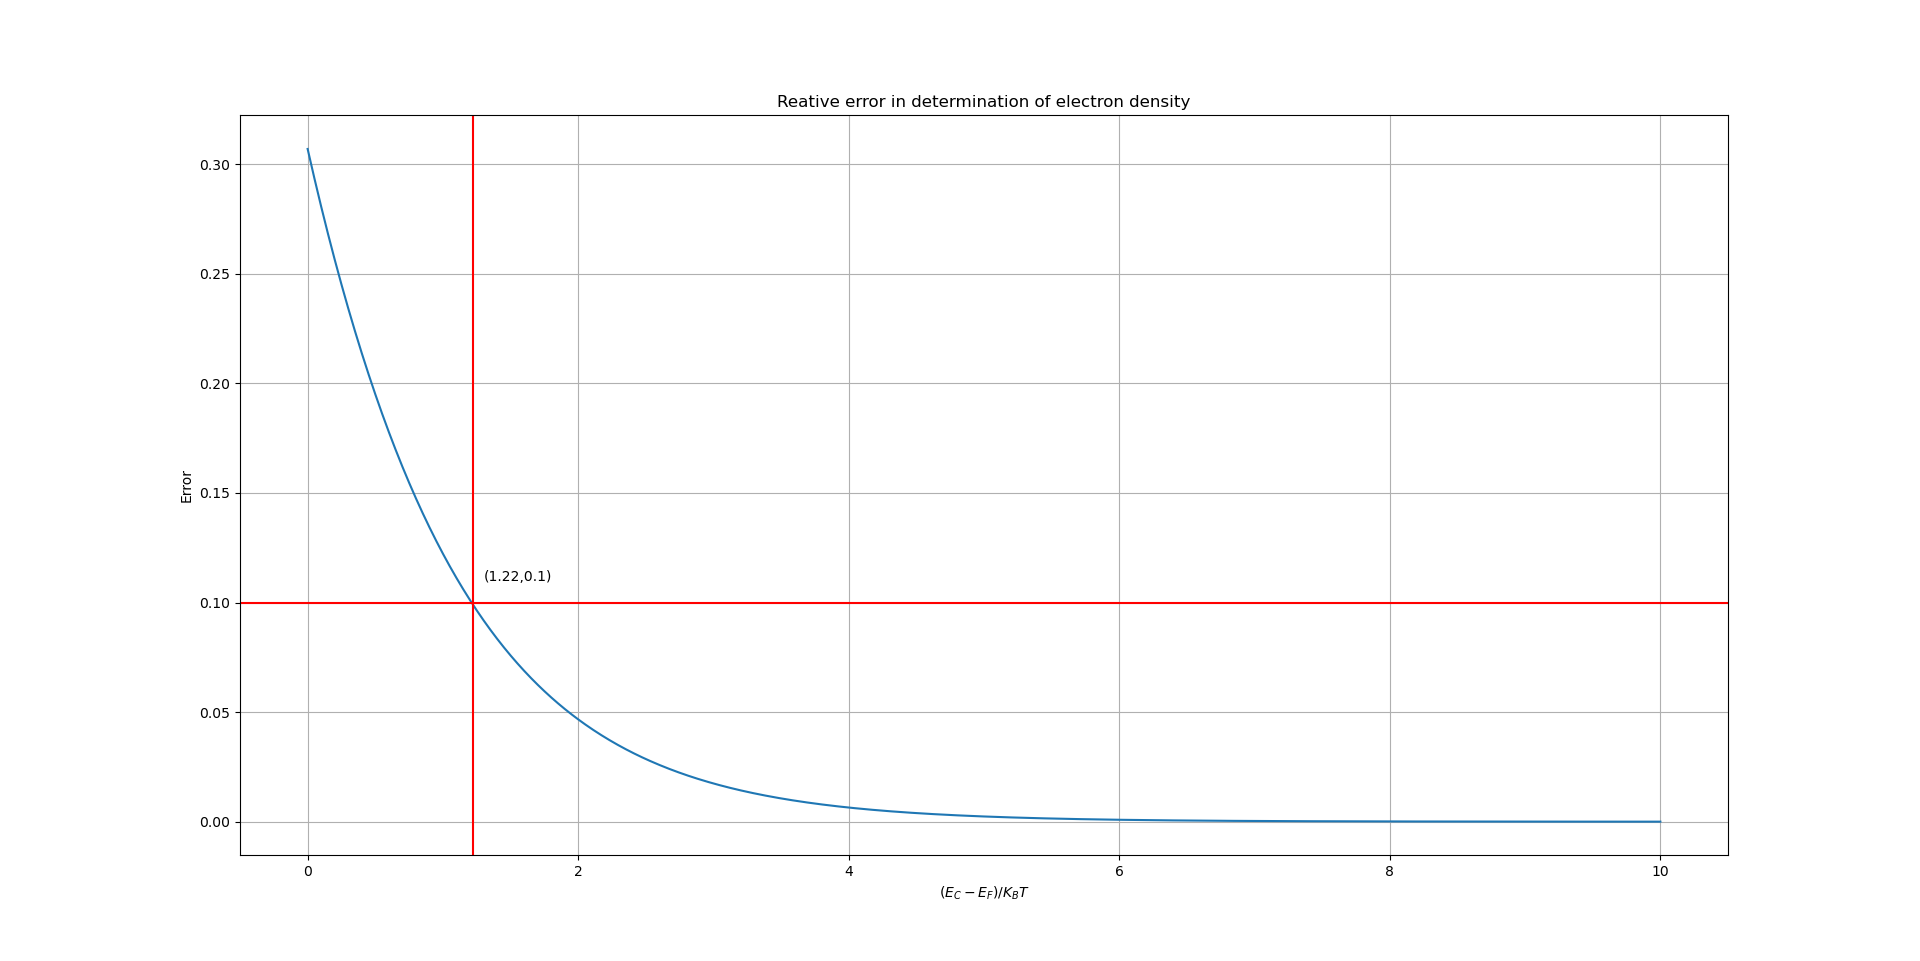 Reative error in determination of electron density
Error
0.30
0.25
0.20
0.15
0.10
0.05
0.00
(1.22,0.1)
0 2 4 6 8 10
(E_C − E_F)/K_BT